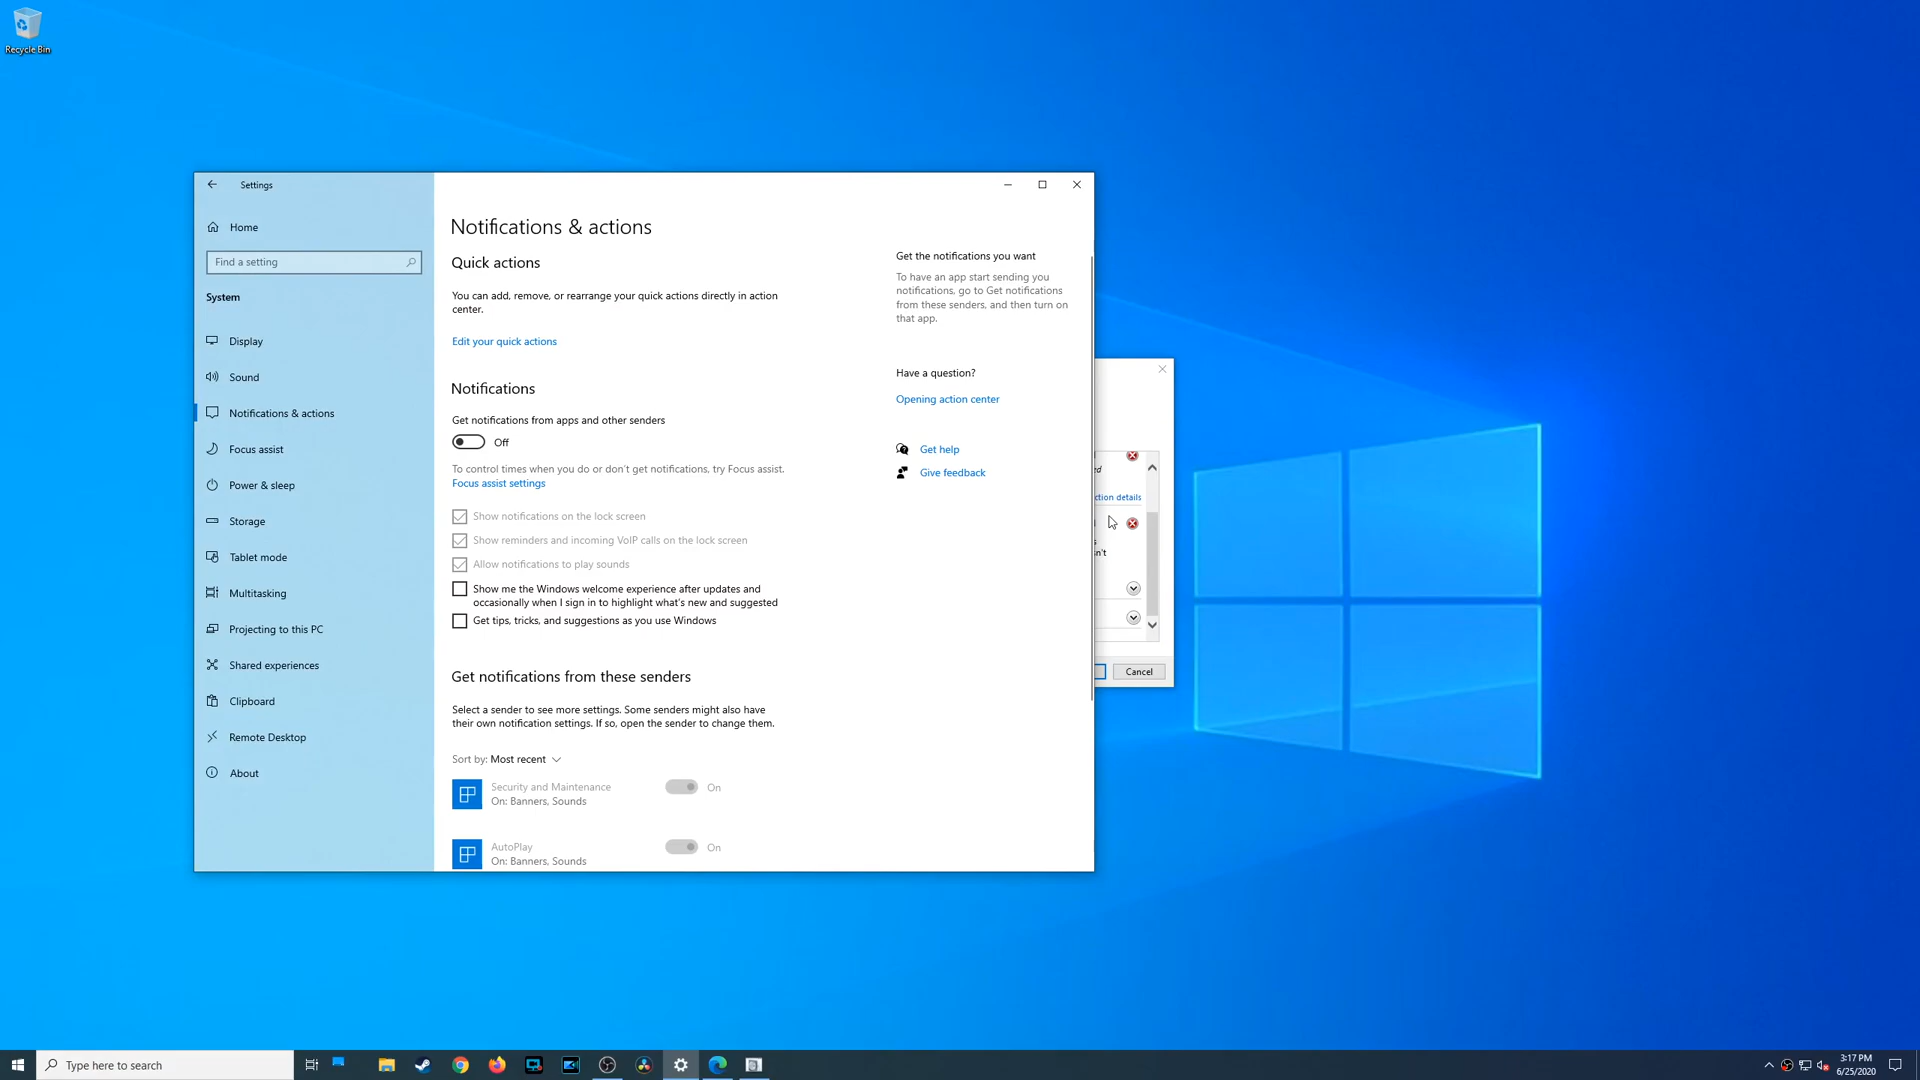 Recycle Bin
Settings
Home
Find a setting
System
Display
Sound
Notifications & actions
Focus assist
Power & sleep
Storage
Tablet mode
Multitasking
Projecting to this PC
Shared experiences
Clipboard
Remote Desktop
About
Notifications & actions
Quick actions
You can add, remove, or rearrange your quick actions directly in action
center.
Edit your quick actions
Notifications
Get notifications from apps and other senders
Off
To control times when you do or don't get notifications, try Focus assist.
Focus assist settings
Show notifications on the lock screen
Show reminders and incoming VoIP calls on the lock screen
Allow notifications to play sounds
Show me the Windows welcome experience after updates and
occasionally when I sign in to highlight what's new and suggested
Get tips, tricks, and suggestions as you use Windows
Get notifications from these senders
Select a sender to see more settings. Some senders might also have
their own notification settings. If so, open the sender to change them.
Sort by: Most recent
Security and Maintenance
On: Banners, Sounds
On
AutoPlay
On: Banners, Sounds
On
Get the notifications you want
To have an app start sending you
notifications, go to Get notifications
from these senders, and then turn on
that app.
Have a question?
Opening action center
Get help
Give feedback
ed
ction details
s
n't
Cancel
Type here to search
3:17 PM
6/25/2020